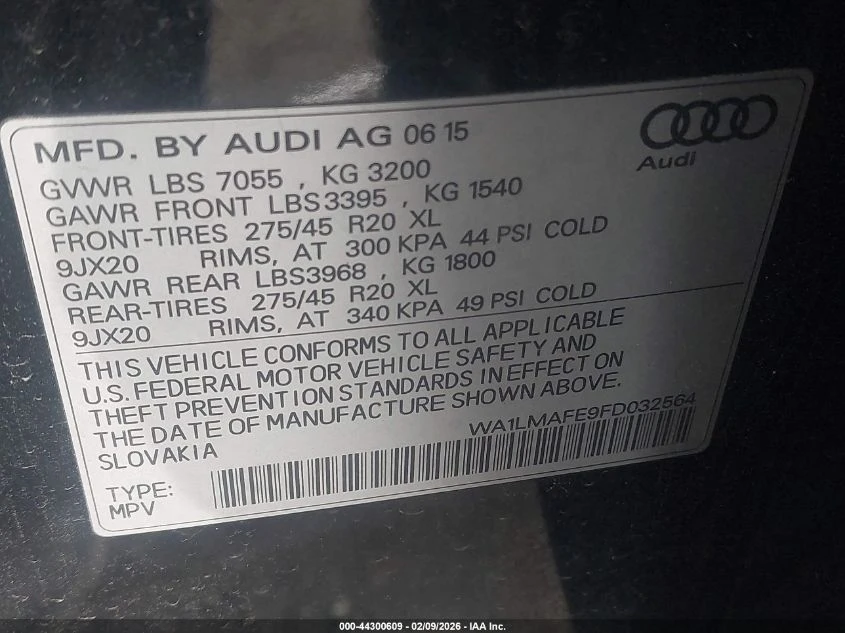 MFD. BY AUDI AG 06 15
Audi
GVWR LBS 7055 , KG 3200
GAWR FRONT LBS3395 , KG 1540
FRONT-TIRES 275/45 R20 XL
9JX20 RIMS, AT 300 KPA 44 PSI COLD
GAWR REAR LBS3968 , KG 1800
REAR-TIRES 275/45 R20 XL
9JX20 RIMS, AT 340 KPA 49 PSI COLD
THIS VEHICLE CONFORMS TO ALL APPLICABLE
U.S. FEDERAL MOTOR VEHICLE SAFETY AND
THEFT PREVENTION STANDARDS IN EFFECT ON
THE DATE OF MANUFACTURE SHOWN ABOVE.
SLOVAKIA WA1LMAFE9FD032564
TYPE:
MPV
000-44300609 - 02/09/2026 - IAA Inc.